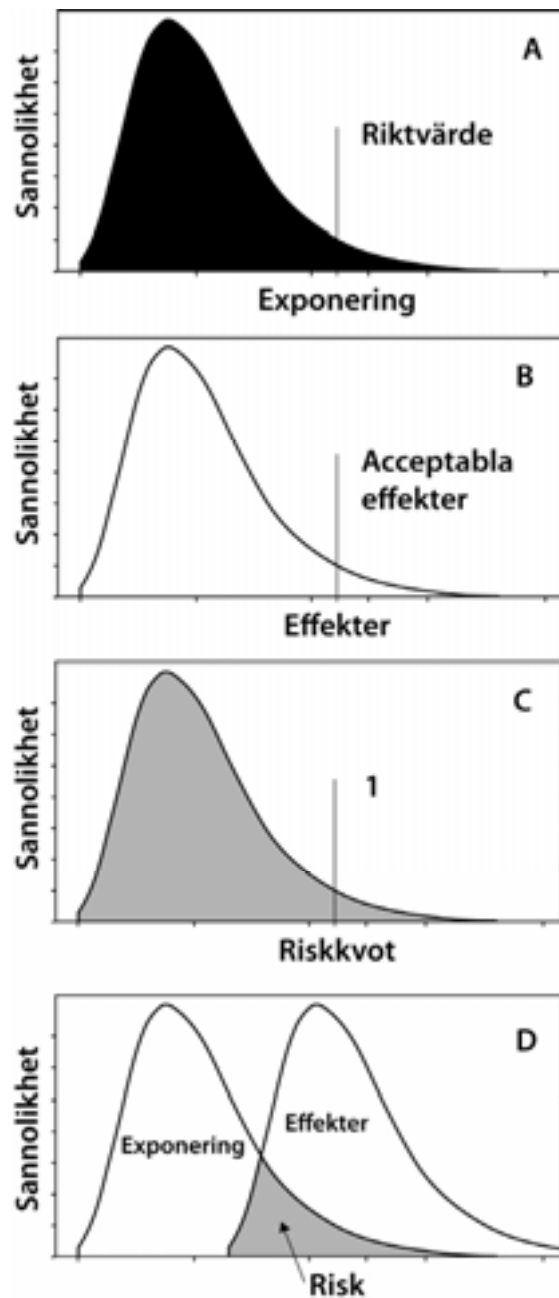 A
Sannolikhet
Riktvärde
Exponering
B
Sannolikhet
Acceptabla
effekter
Effekter
C
Sannolikhet
1
Riskkvot
D
Sannolikhet
Exponering
Effekter
Risk